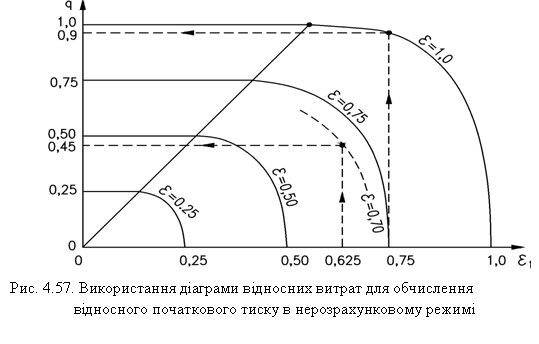 q
1,0
0,9
ε=1,0
0,75
ε=0,75
0,50
0,45
ε=0,50
ε=0,70
0,25
ε=0.25
0
0 0,25 0,50 0,625 0,75 1,0 ε1
Рис. 4.57. Використання діаграми відносних витрат для обчислення
відносного початкового тиску в нерозрахунковому режимі